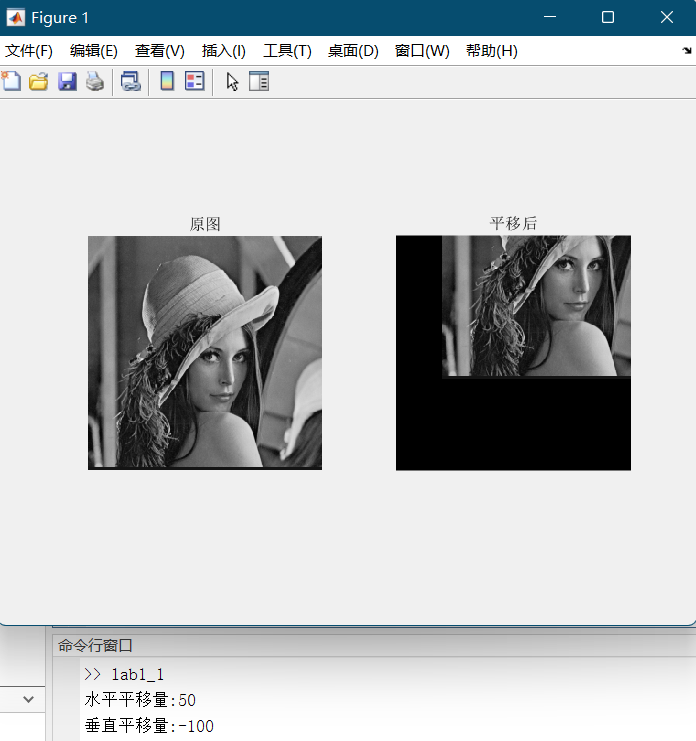 Figure 1
文件(F) 编辑(E) 查看(V) 插入(I) 工具(T) 桌面(D) 窗口(W) 帮助(H)
原图 平移后
命令行窗口
>> lab1_1
水平平移量:50
垂直平移量:-100